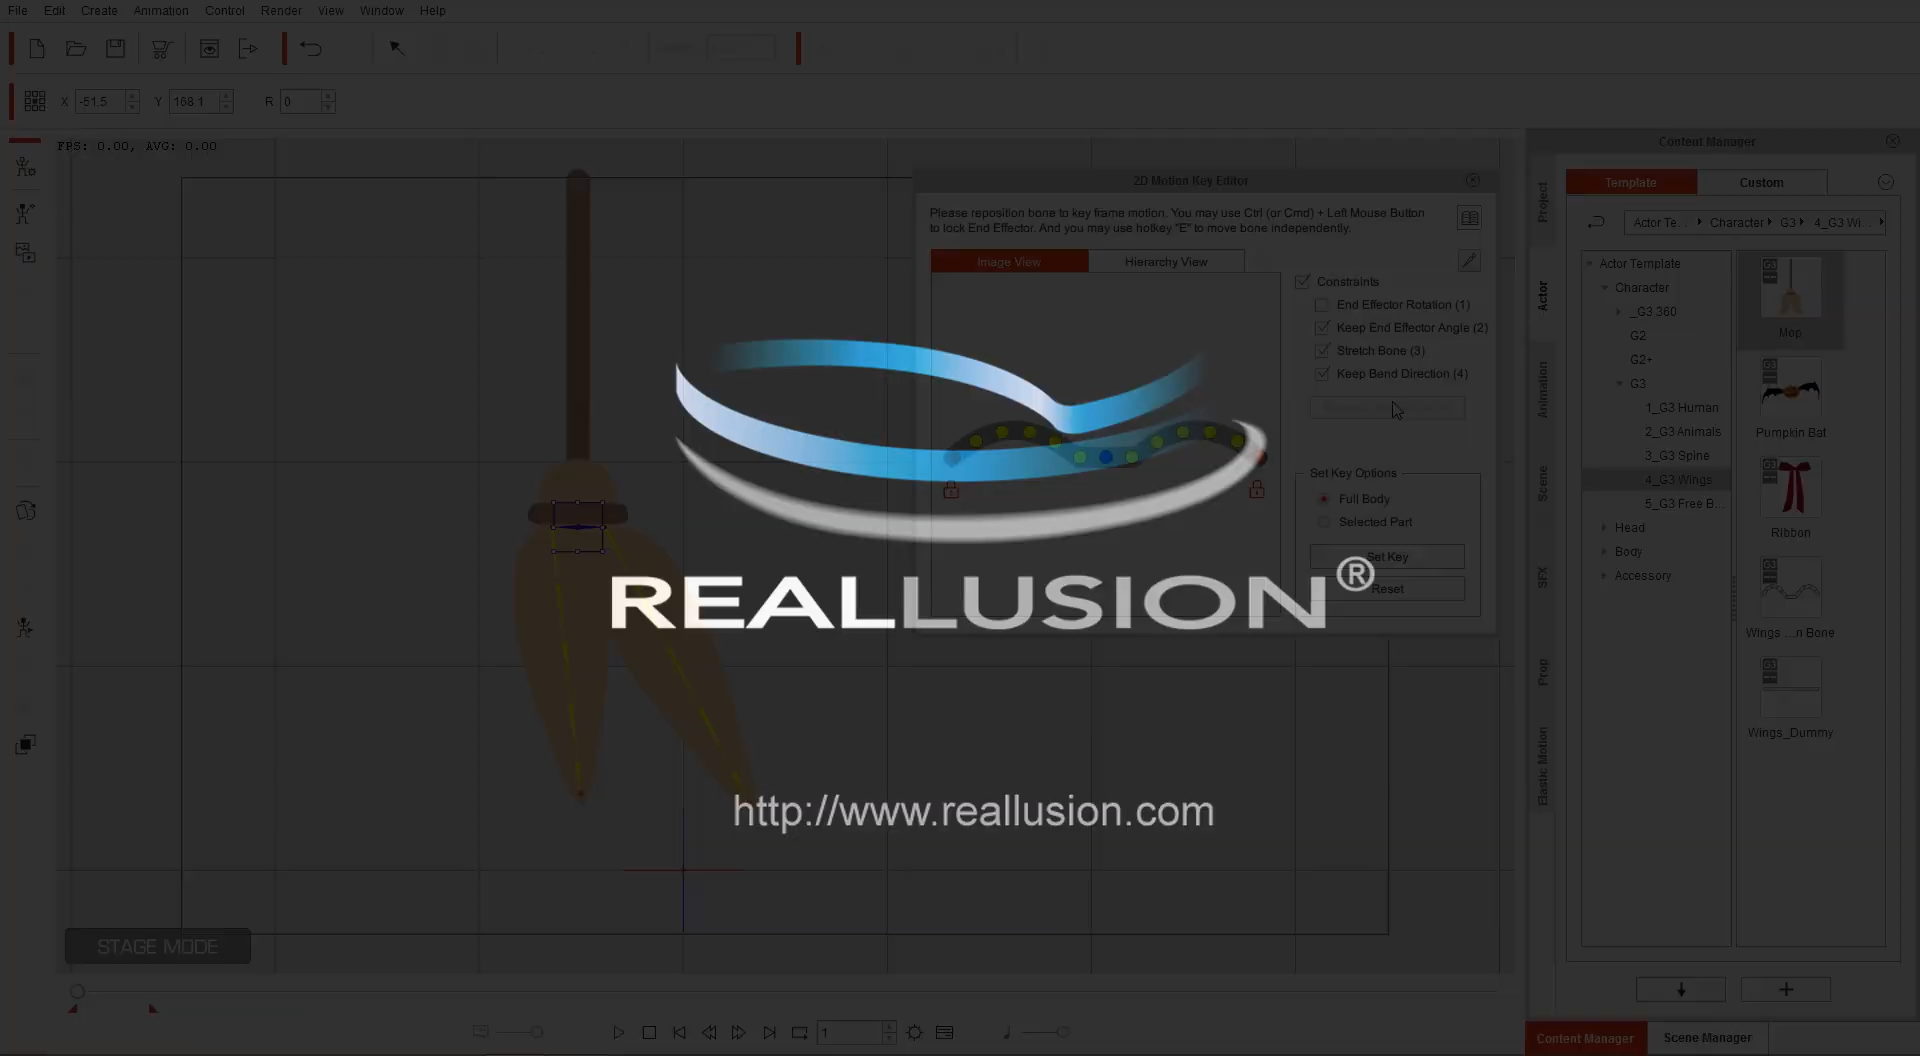 File Edit Create Animation Control Render View Window Help
X -51.5 Y 168.1 R 0
FPS: 0.00, AVG: 0.00
2D Motion Key Editor
Please reposition bone to key frame motion. You may use Ctrl (or Cmd) + Left Mouse Button
to lock End Effector. And you may use hotkey "E" to move bone independently.
Image View Hierarchy View
Constraints
End Effector Rotation (1)
Keep End Effector Angle (2)
Stretch Bone (3)
Keep Bend Direction (4)
Set Key Options
Full Body
Selected Part
Set Key
Reset
REALLUSION®
http://www.reallusion.com
STAGE MODE
1
Content Manager
Template Custom
Actor Te... Character G3 4_G3 Wi...
Project
Actor
Animation
Scene
SFX
Prop
Elastic Motion
Actor Template
Character
_G3 360
G2
G2+
G3
1_G3 Human
2_G3 Animals
3_G3 Spine
4_G3 Wings
5_G3 Free B...
Head
Body
Accessory
G3
Mop
G3
Pumpkin Bat
G3
Ribbon
G3
Wings ...n Bone
G3
Wings_Dummy
Content Manager Scene Manager